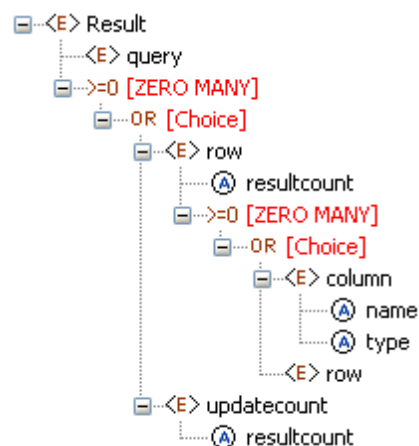 <E> Result
<E> query
>=0 [ZERO MANY]
OR [Choice]
<E> row
A resultcount
>=0 [ZERO MANY]
OR [Choice]
<E> column
A name
A type
<E> row
<E> updatecount
A resultcount